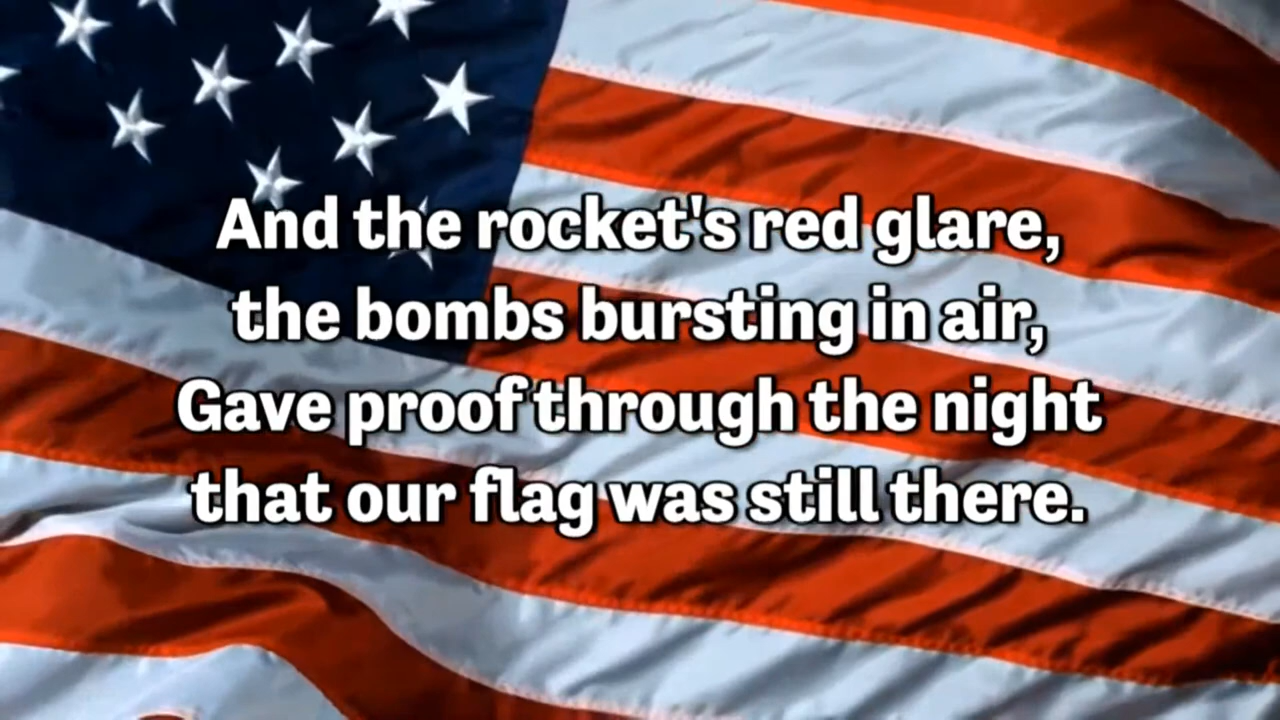 And the rocket's red glare,
the bombs bursting in air,
Gave proof through the night
that our flag was still there.